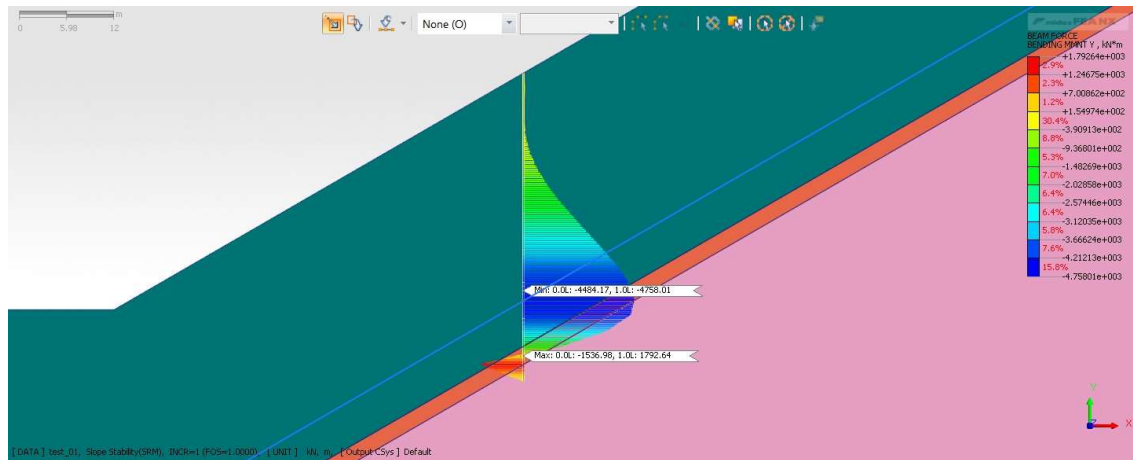 m
0 5.98 12
None (O)
midas FEA NX
BEAM FORCE
BENDING MMNT Y , kN*m
+1.79264e+003
2.9%
+1.24675e+003
2.3%
+7.00862e+002
1.2%
+1.54974e+002
30.4%
-3.90913e+002
8.8%
-9.36801e+002
5.3%
-1.48269e+003
7.0%
-2.02858e+003
6.4%
-2.57446e+003
6.4%
-3.12035e+003
5.8%
-3.66624e+003
7.6%
-4.21213e+003
15.8%
-4.75801e+003
Min: 0.0L: -4484.17, 1.0L: -4758.01
Max: 0.0L: -1536.98, 1.0L: 1792.64
Y
Z X
[ DATA ] test_01, Slope Stability(SRM), INCR=1 (FOS=1.0000), [ UNIT ] kN, m, [ Output CSys ] Default